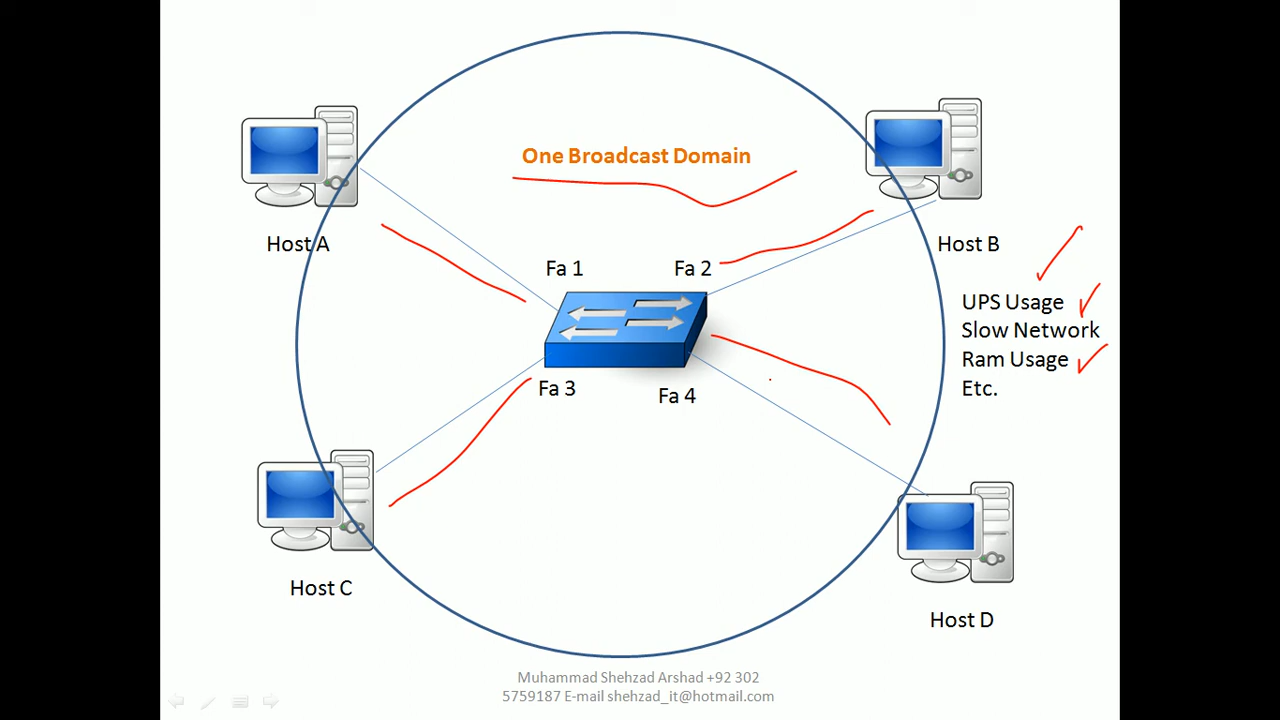 One Broadcast Domain
Host A
Host B
Fa 1
Fa 2
UPS Usage
Slow Network
Ram Usage
Etc.
Fa 3
Fa 4
Host C
Host D
Muhammad Shehzad Arshad +92 302
5759187 E-mail shehzad_it@hotmail.com